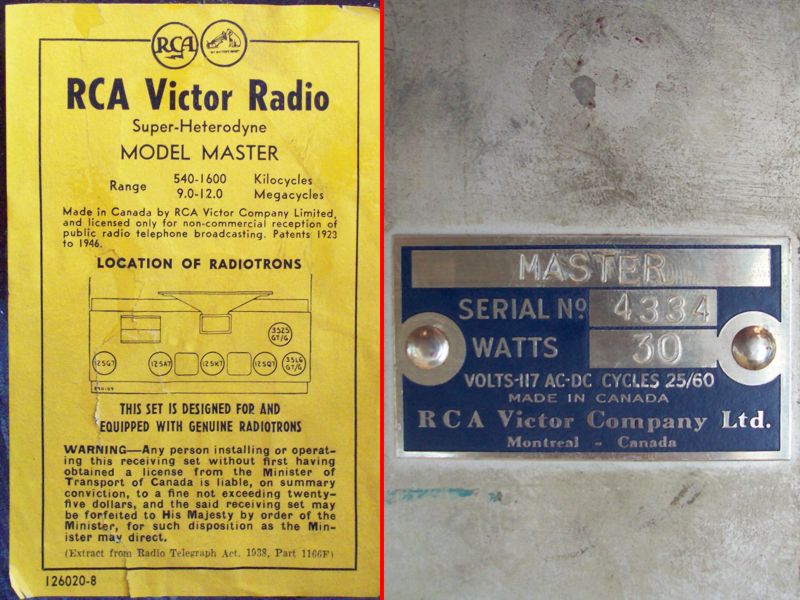 RCA
RCA Victor Radio
Super-Heterodyne
MODEL MASTER
Range 540-1600 Kilocycles
9.0-12.0 Megacycles
Made in Canada by RCA Victor Company Limited,
and licensed only for non-commercial reception of
public radio telephone broadcasting. Patents 1923
to 1946.
LOCATION OF RADIOTRONS
35Z5
GT/G
12SG7
12SA7
12SK7
12SQ7
35L6
GT/G
THIS SET IS DESIGNED FOR AND
EQUIPPED WITH GENUINE RADIOTRONS
WARNING—Any person installing or operat-
ing this receiving set without first having
obtained a license from the Minister of
Transport of Canada is liable, on summary
conviction, to a fine not exceeding twenty-
five dollars, and the said receiving set may
be forfeited to His Majesty by order of the
Minister, for such disposition as the Min-
ister may direct.
(Extract from Radio Telegraph Act. 1938, Part 1166F)
126020-8
MASTER
SERIAL Nº 4334
WATTS 30
VOLTS-117 AC-DC CYCLES 25/60
MADE IN CANADA
RCA Victor Company Ltd.
Montreal - Canada